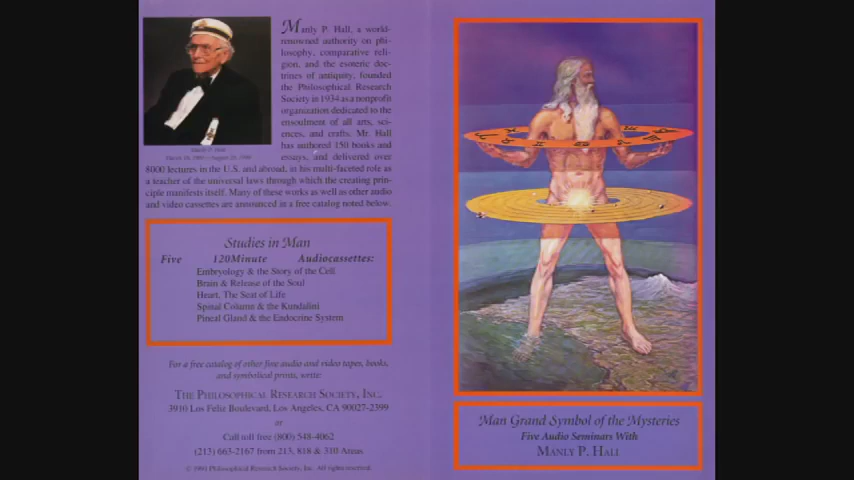 Manly P. Hall, a world-
renowned authority on phi-
losophy, comparative reli-
gion, and the esoteric doc-
trines of antiquity, founded
the Philosophical Research
Society in 1934 as a nonprofit
organization dedicated to the
ensoulment of all arts, sci-
ences, and crafts. Mr. Hall
has authored 150 books and
essays, and delivered over
8000 lectures in the U.S. and abroad, in his multi-faceted role as
a teacher of the universal laws through which the creating prin-
ciple manifests itself. Many of these works as well as other audio
and video cassettes are announced in a free catalog noted below.
Manly P. Hall
Studies in Man
Five 120Minute Audiocassettes:
Embryology & the Story of the Cell
Brain & Release of the Soul
Heart, The Seat of Life
Spinal Column & the Kundalini
Pineal Gland & the Endocrine System
For a free catalog of other fine audio and video tapes, books,
and symbolical prints, write:
THE PHILOSOPHICAL RESEARCH SOCIETY, INC.
3910 Los Feliz Boulevard, Los Angeles, CA 90027-2399
or
Call toll free (800) 548-4062
(213) 663-2167 from 213, 818 & 310 Areas
Philosophical Research Society, Inc. All rights reserved.
Man Grand Symbol of the Mysteries
Five Audio Seminars With
MANLY P. HALL